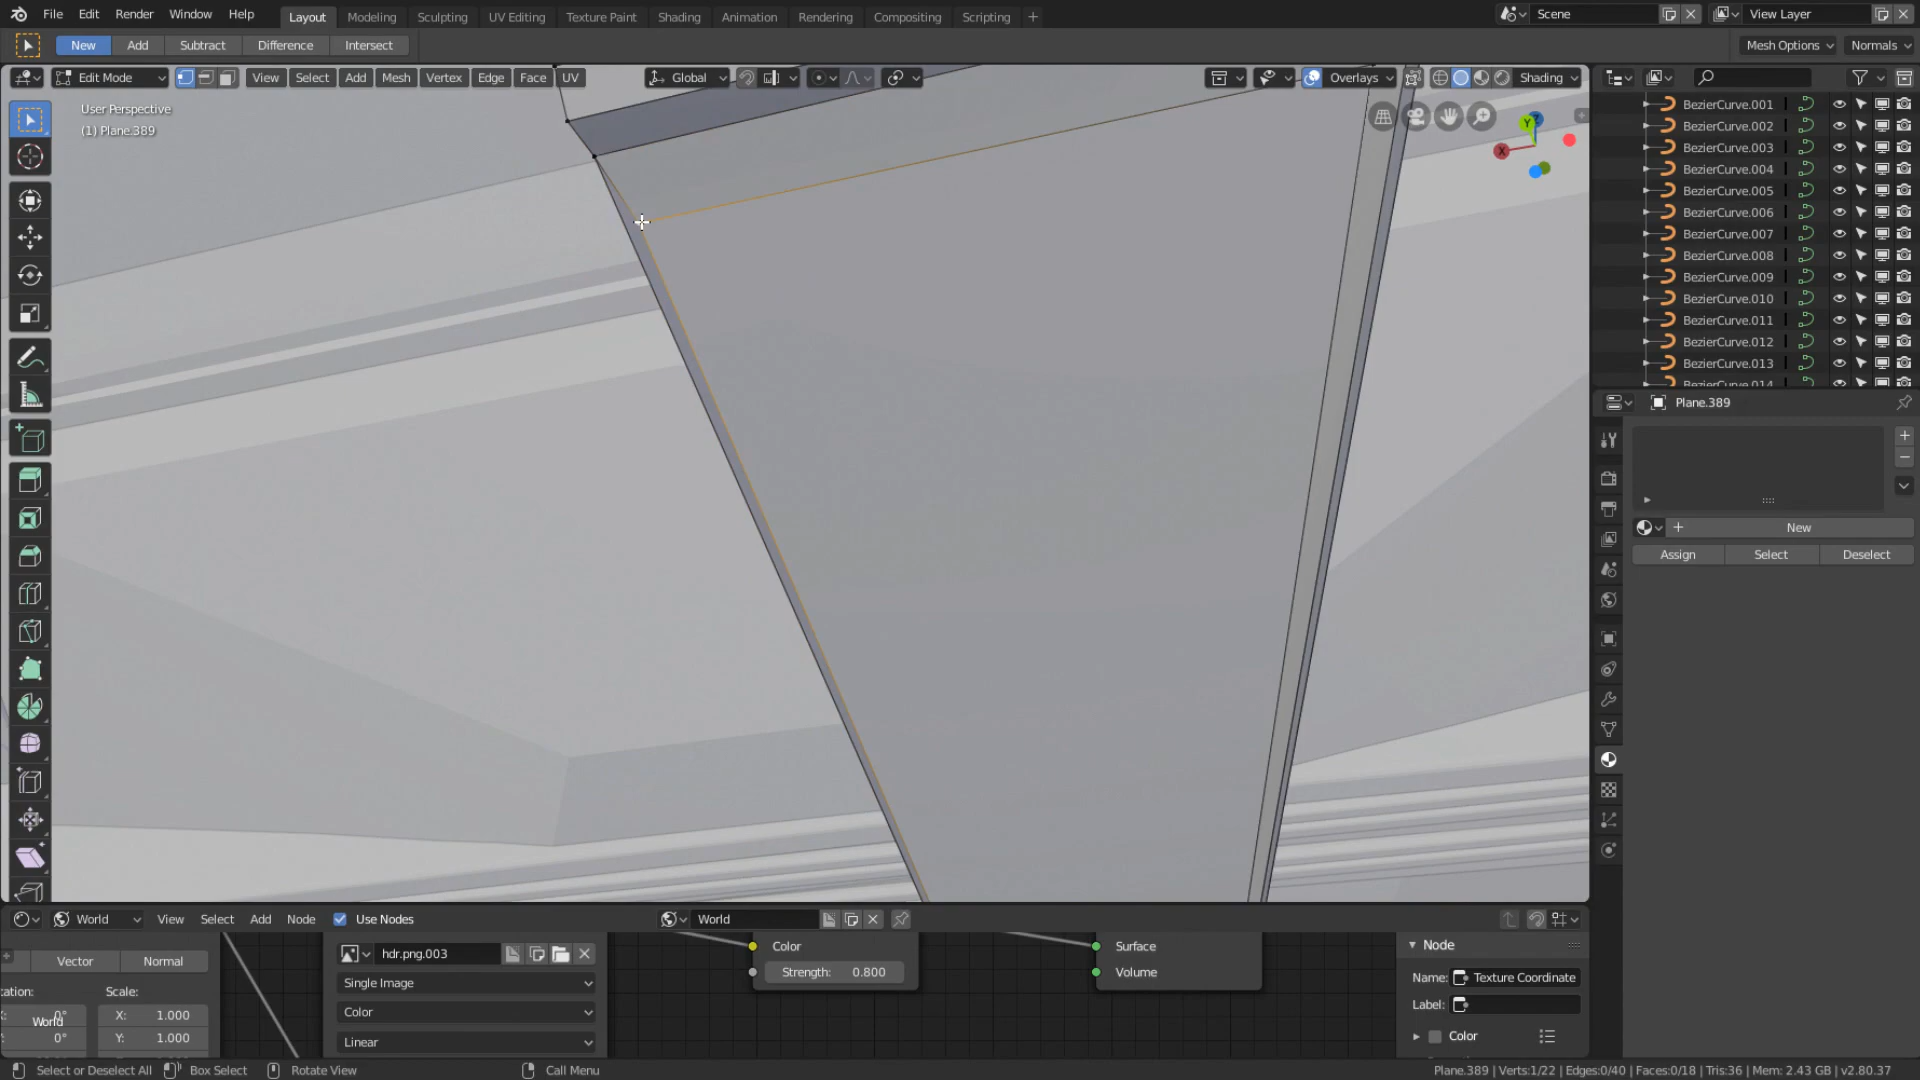 File Edit Render Window Help Layout Modeling Sculpting UV Editing Texture Paint Shading Animation Rendering Compositing Scripting + Scene View Layer
New Add Subtract Difference Intersect Mesh Options Normals
Edit Mode View Select Add Mesh Vertex Edge Face UV Global Overlays Shading
User Perspective
(1) Plane.389
BezierCurve.001
BezierCurve.002
BezierCurve.003
BezierCurve.004
BezierCurve.005
BezierCurve.006
BezierCurve.007
BezierCurve.008
BezierCurve.009
BezierCurve.010
BezierCurve.011
BezierCurve.012
BezierCurve.013
BezierCurve.014
Plane.389
New
Assign Select Deselect
World View Select Add Node Use Nodes World
Vector Normal
hdr.png.003
Single Image
Color
Linear
ation: Scale:
0° X: 1.000
0° Y: 1.000
World
Color
Strength: 0.800
Surface
Volume
Node
Name: Texture Coordinate
Label:
Color
Select or Deselect All Box Select Rotate View Call Menu Plane.389 | Verts:1/22 | Edges:0/40 | Faces:0/18 | Tris:36 | Mem: 2.43 GB | v2.80.37